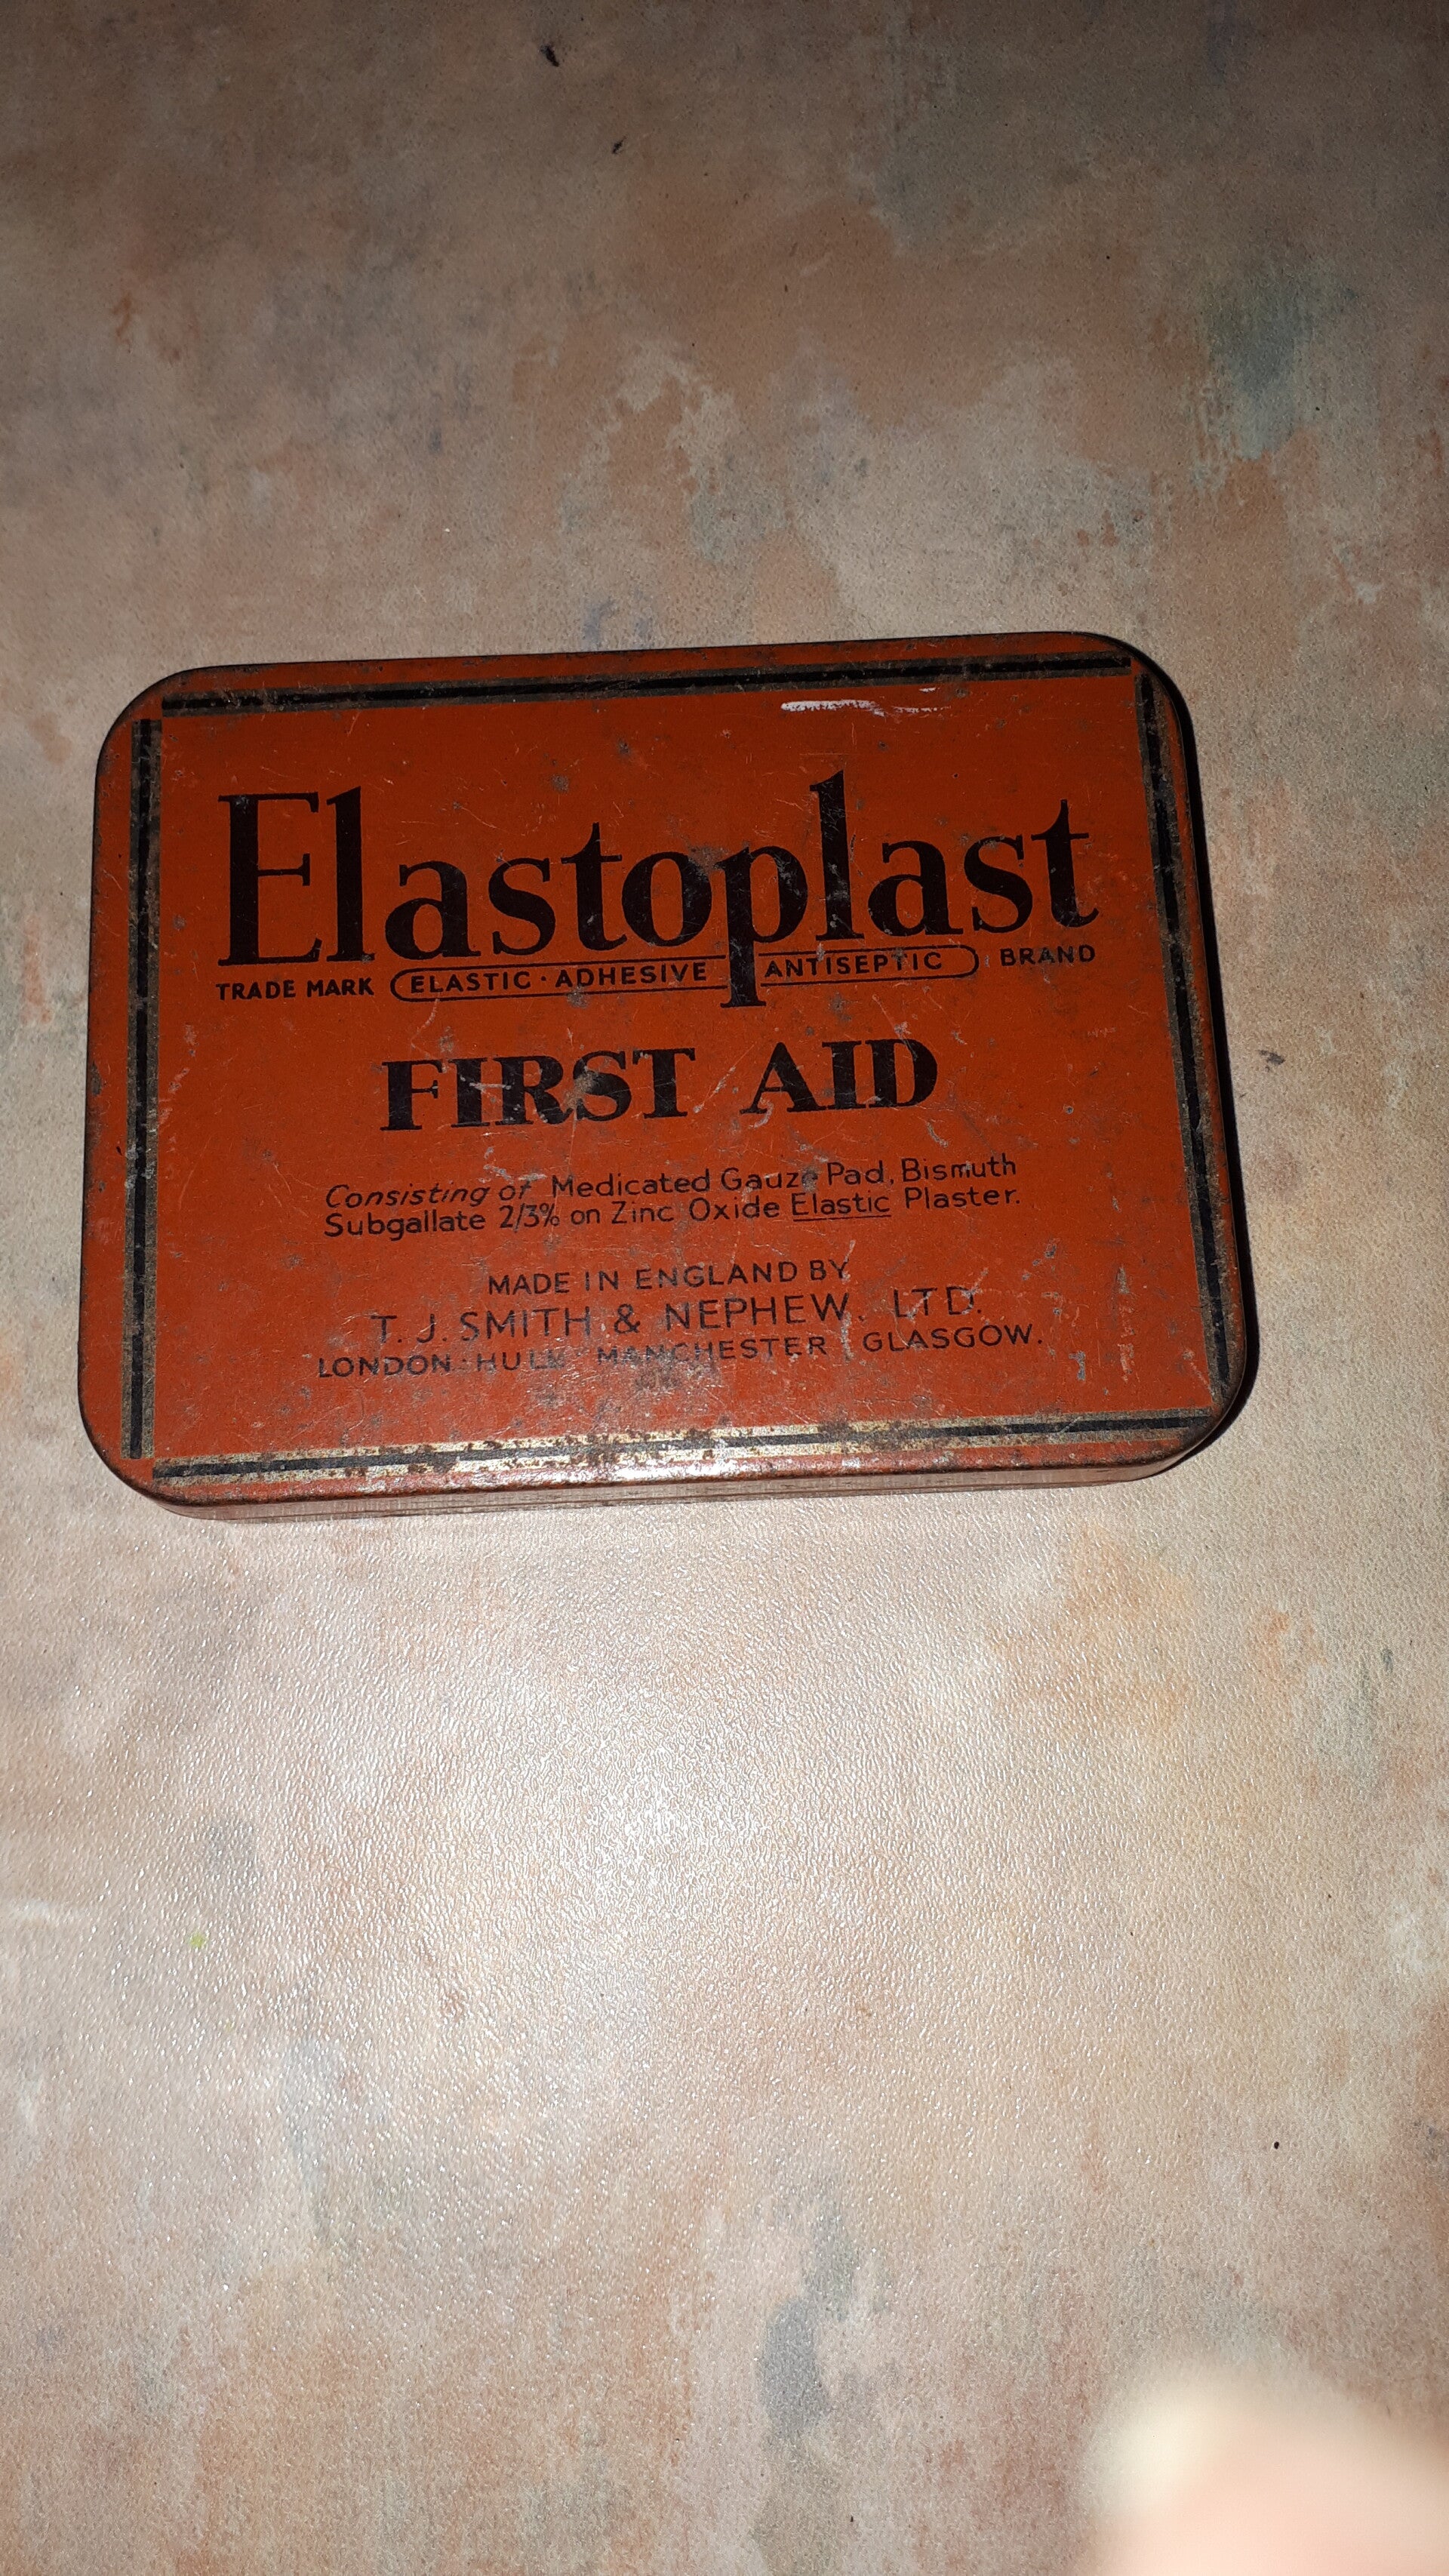 Elastoplast
TRADE MARK ELASTIC · ADHESIVE ANTISEPTIC BRAND
FIRST AID
Consisting of Medicated Gauze Pad, Bismuth
Subgallate 2/3% on Zinc Oxide Elastic Plaster.
MADE IN ENGLAND BY
T. J. SMITH & NEPHEW, LTD.
LONDON · HULL MANCHESTER GLASGOW.